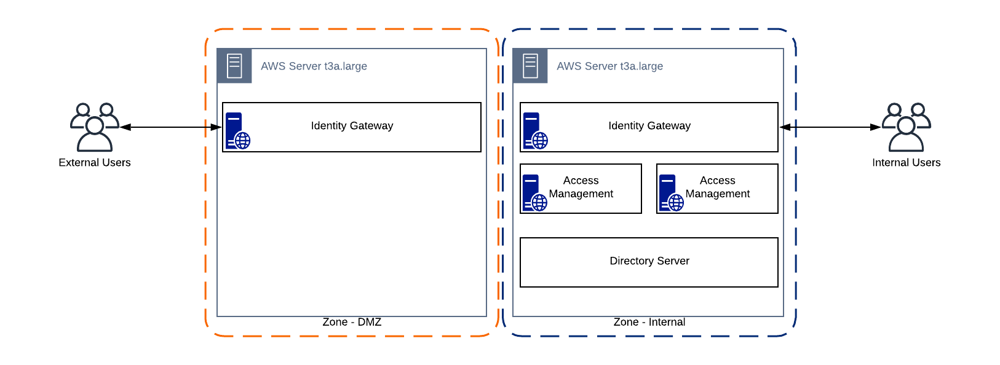 AWS Server t3a.large
AWS Server t3a.large
Identity Gateway
Identity Gateway
External Users
Internal Users
Access
Management
Access
Management
Directory Server
Zone - DMZ
Zone - Internal